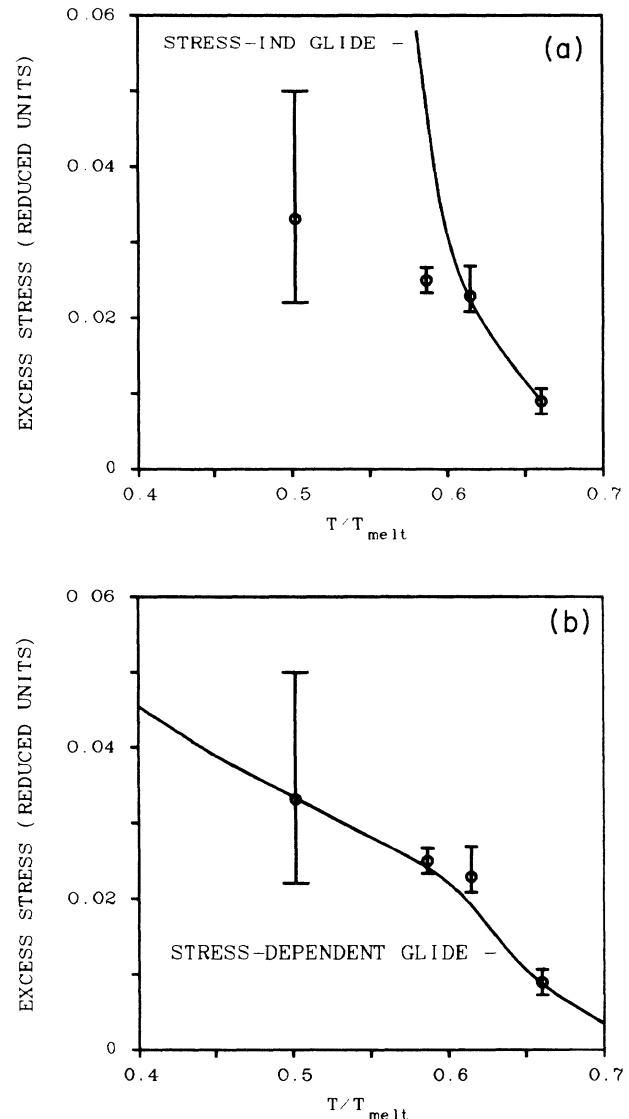 0.06
STRESS-IND GLIDE -
(a)
0.04
EXCESS STRESS (REDUCED UNITS)
0.02
0
0.4
0.5
0.6
0.7
T/Tmelt
0 06
(b)
0.04
EXCESS STRESS (REDUCED UNITS)
0.02
STRESS-DEPENDENT GLIDE -
0
0.4
0.5
0.6
0.7
T/Tmelt